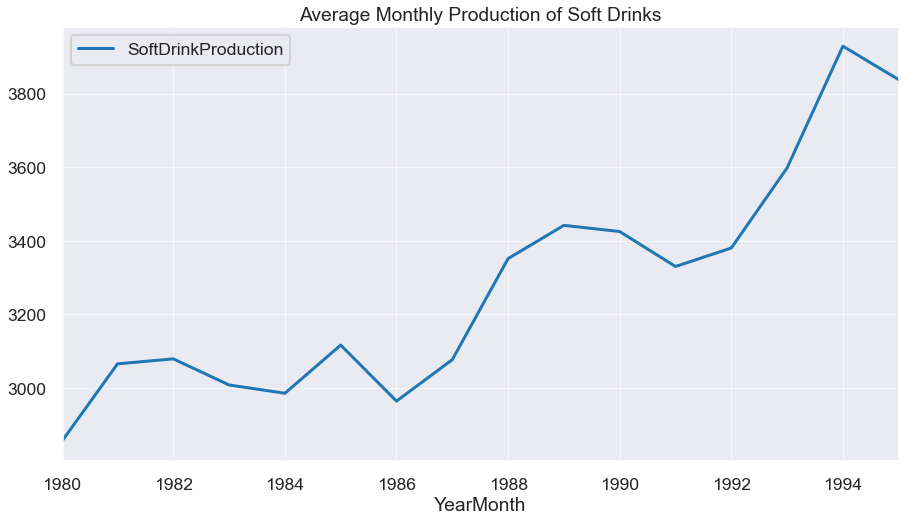 Average Monthly Production of Soft Drinks
SoftDrinkProduction
3800
3600
3400
3200
3000
1980 1982 1984 1986 1988 1990 1992 1994
YearMonth